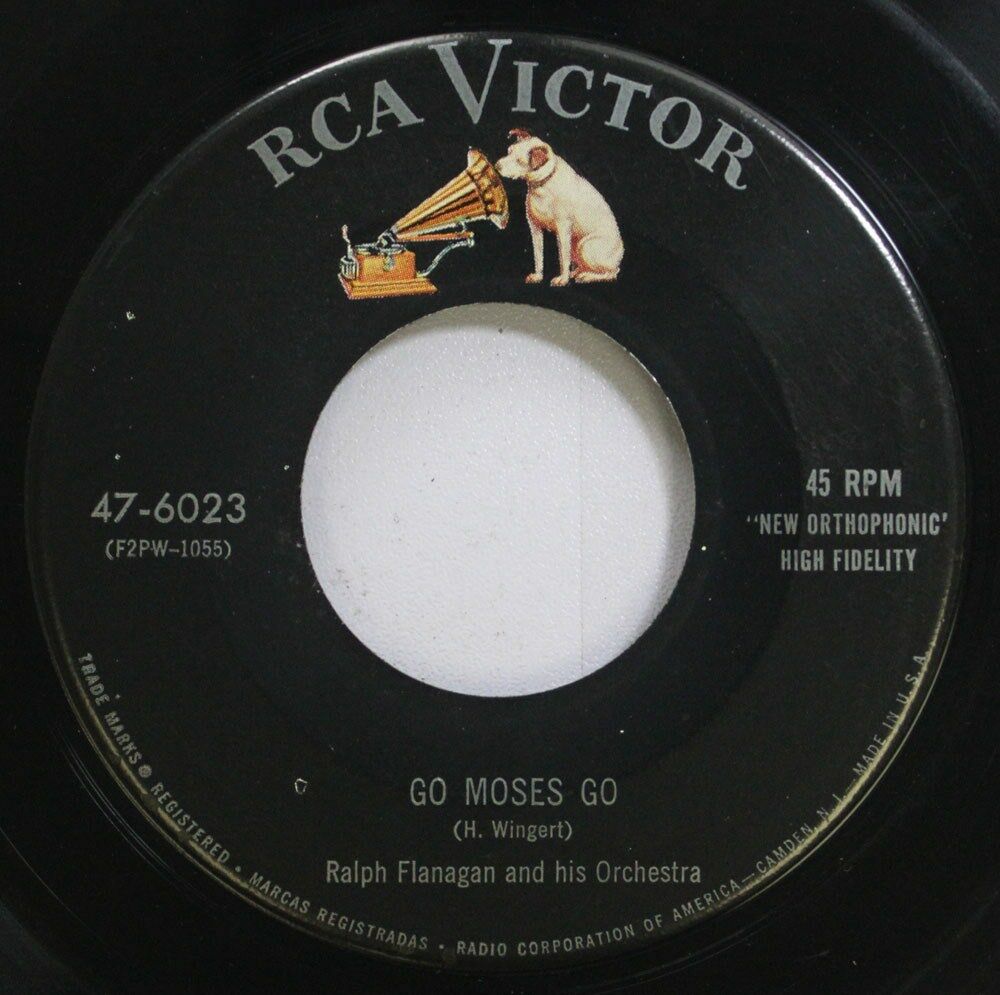 RCA VICTOR
47-6023
(F2PW-1055)
45 RPM
"NEW ORTHOPHONIC'
HIGH FIDELITY
GO MOSES GO
(H. Wingert)
Ralph Flanagan and his Orchestra
TRADE MARKS ® REGISTERED • MARCAS REGISTRADAS • RADIO CORPORATION OF AMERICA—CAMDEN, N. J. MADE IN U. S. A.